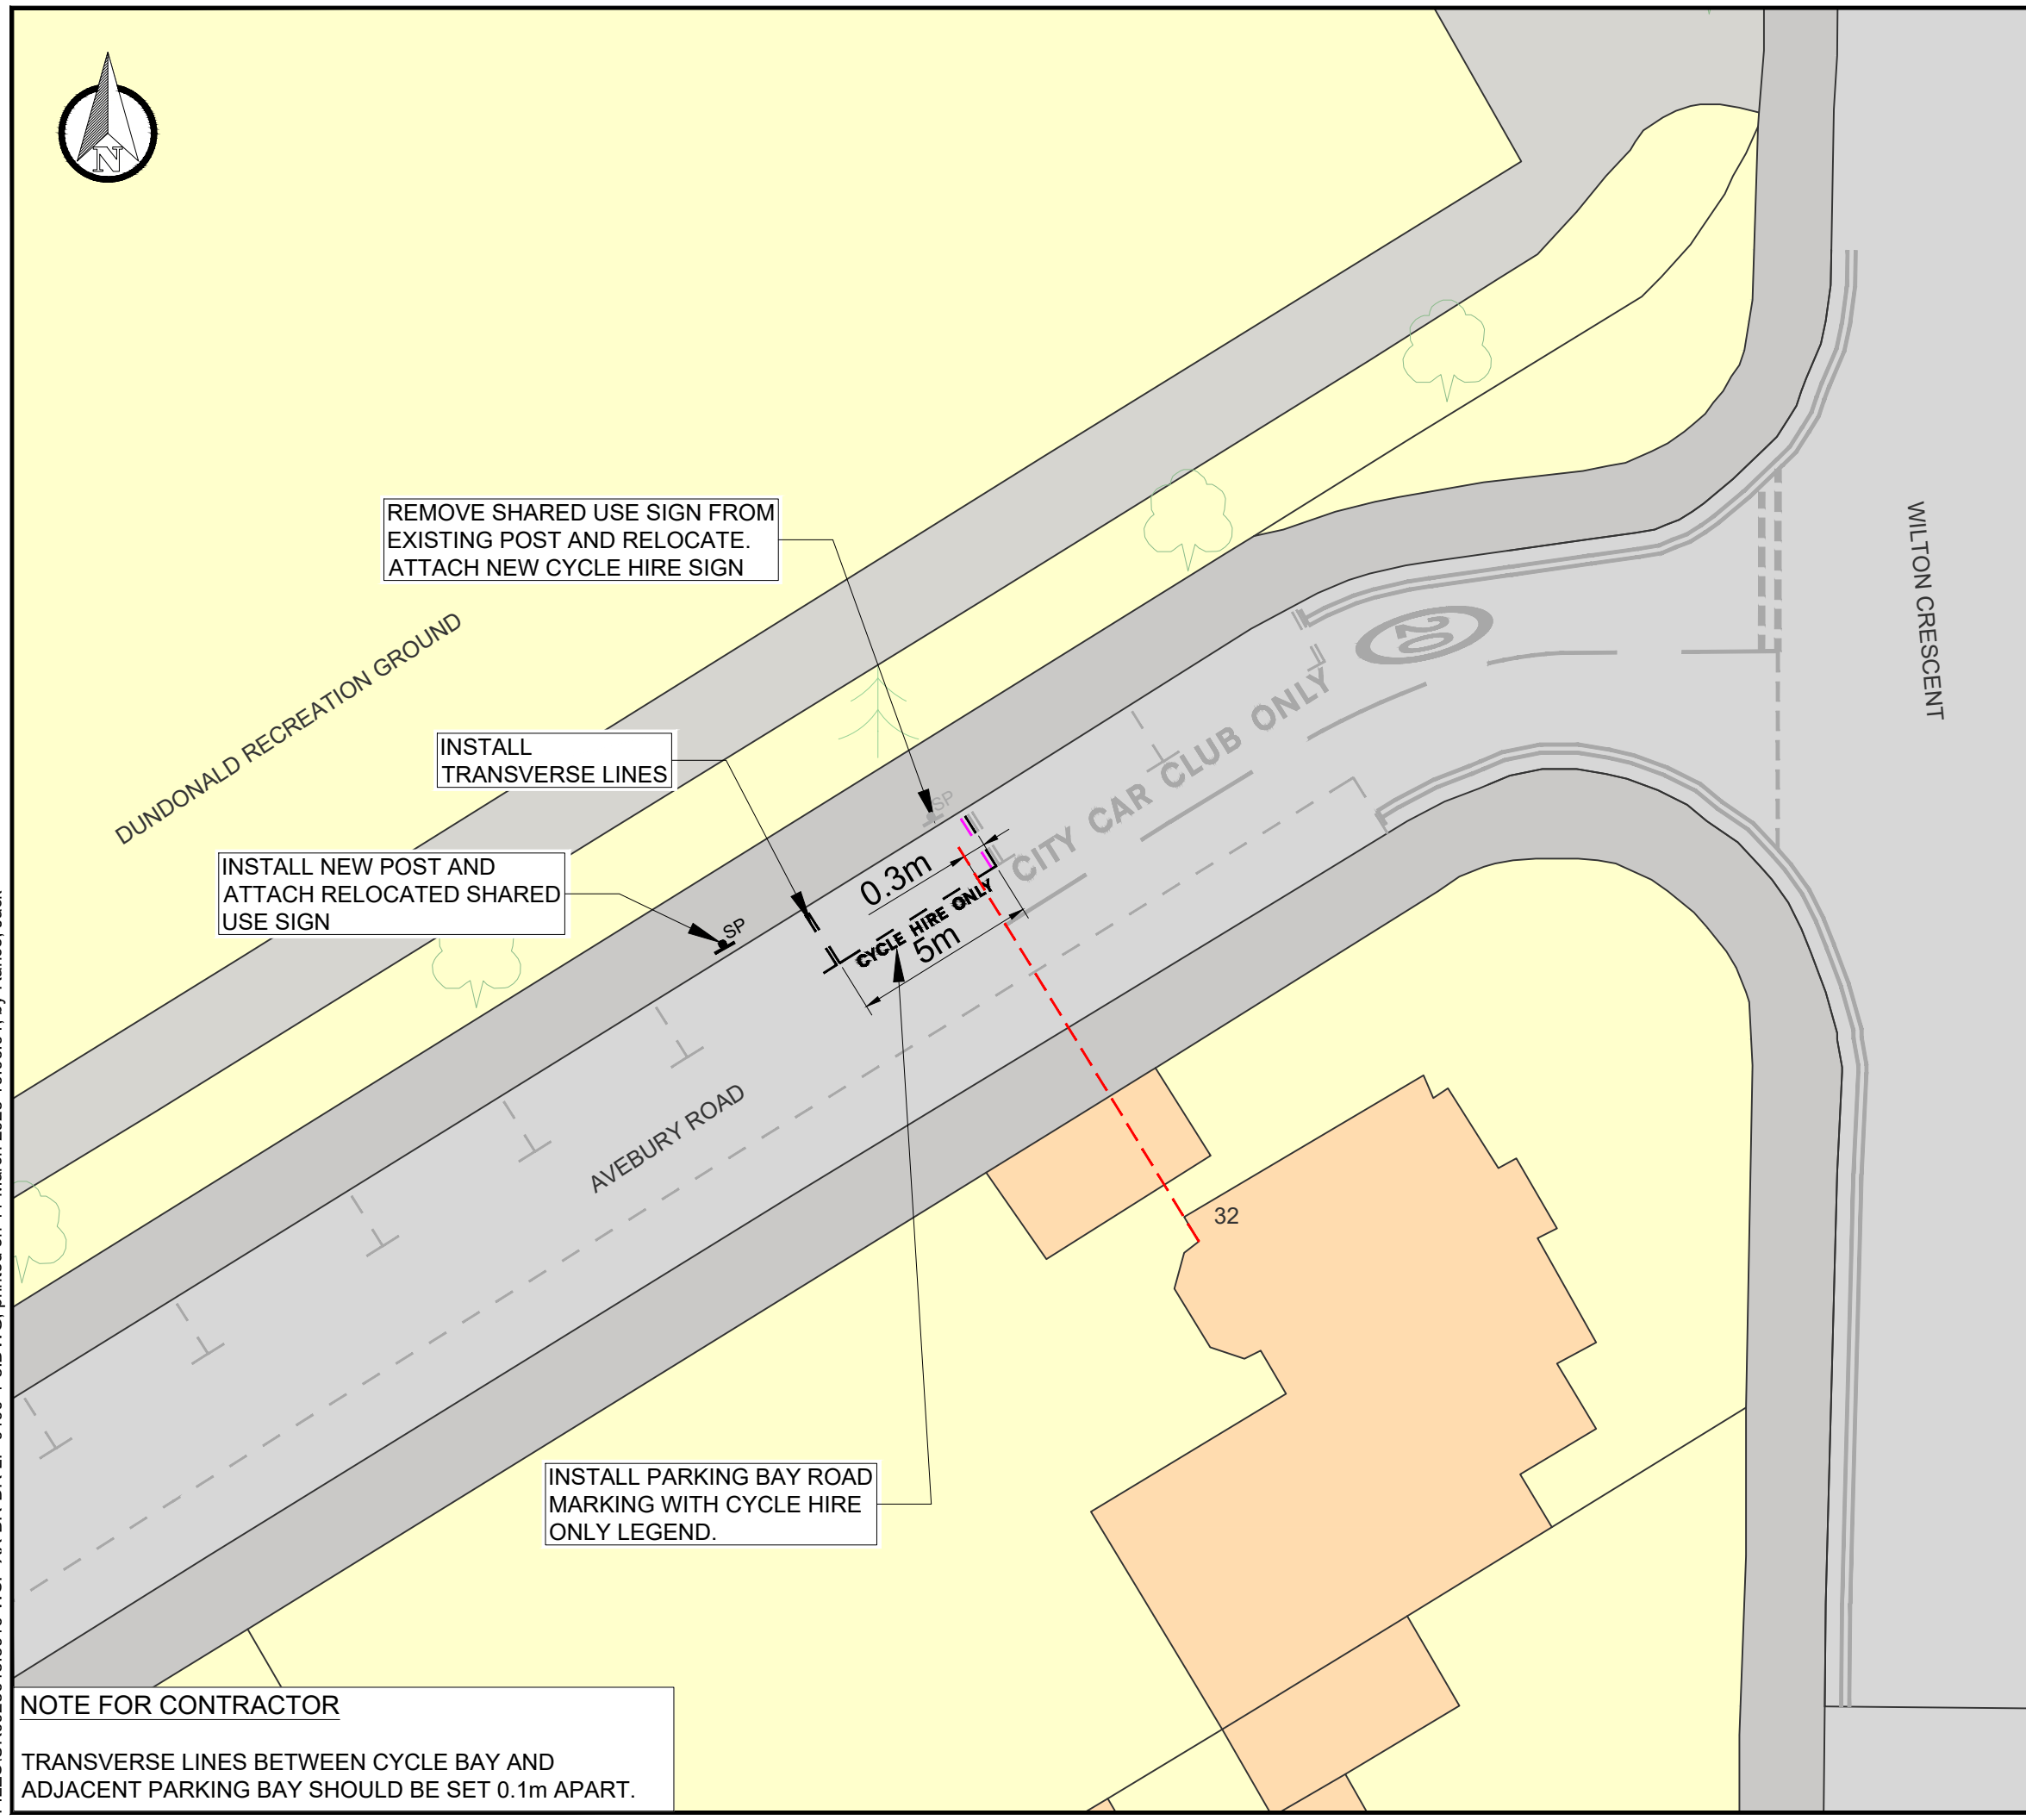 N
REMOVE SHARED USE SIGN FROM
EXISTING POST AND RELOCATE.
ATTACH NEW CYCLE HIRE SIGN
WILTON CRESCENT
20
DUNDONALD RECREATION GROUND
CITY CAR CLUB ONLY
INSTALL
TRANSVERSE LINES
SP
0.3m
INSTALL NEW POST AND
ATTACH RELOCATED SHARED
USE SIGN
SP
CYCLE HIRE ONLY
5m
AVEBURY ROAD
32
INSTALL PARKING BAY ROAD
MARKING WITH CYCLE HIRE
ONLY LEGEND.
NOTE FOR CONTRACTOR
TRANSVERSE LINES BETWEEN CYCLE BAY AND
ADJACENT PARKING BAY SHOULD BE SET 0.1m APART.